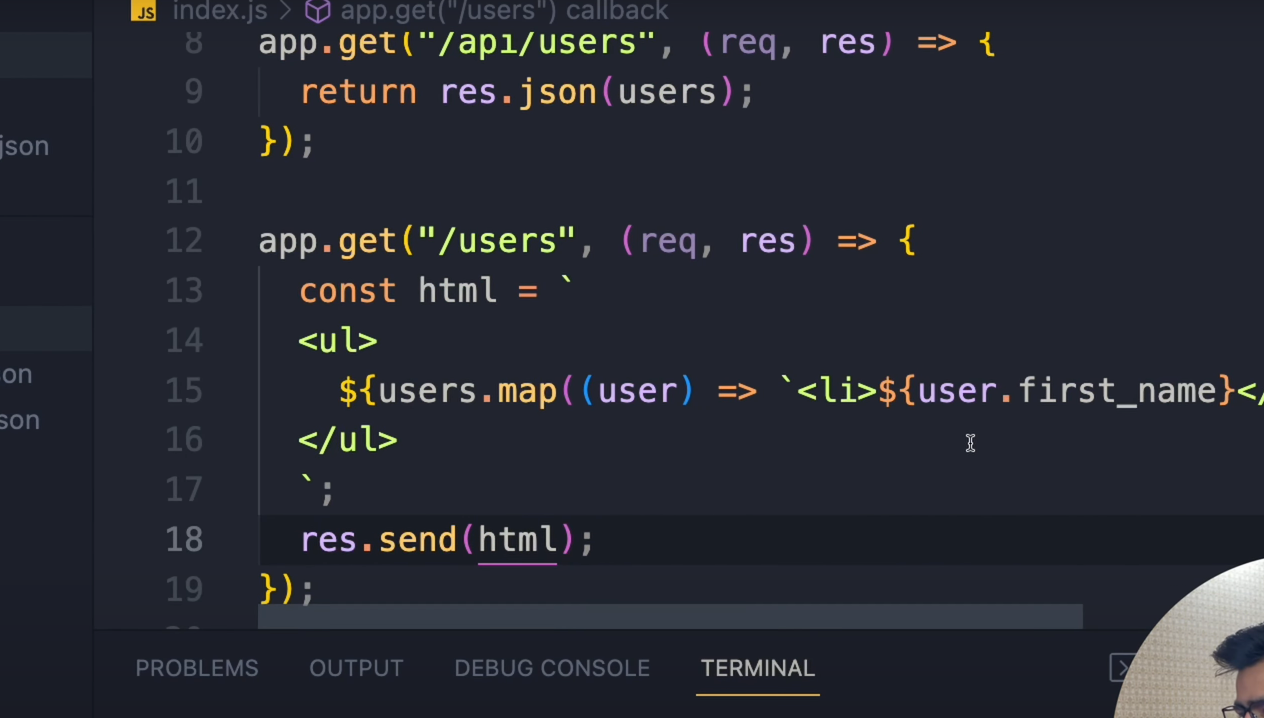 JS index.js > app.get("/users") callback
8 app.get("/api/users", (req, res) => {
json
9 return res.json(users);
10 });
11
12 app.get("/users", (req, res) => {
13 const html = `
14 <ul>
on
15 ${users.map((user) => `<li>${user.first_name}</
son
16 </ul>
17 `;
18 res.send(html);
19 });
PROBLEMS OUTPUT DEBUG CONSOLE TERMINAL